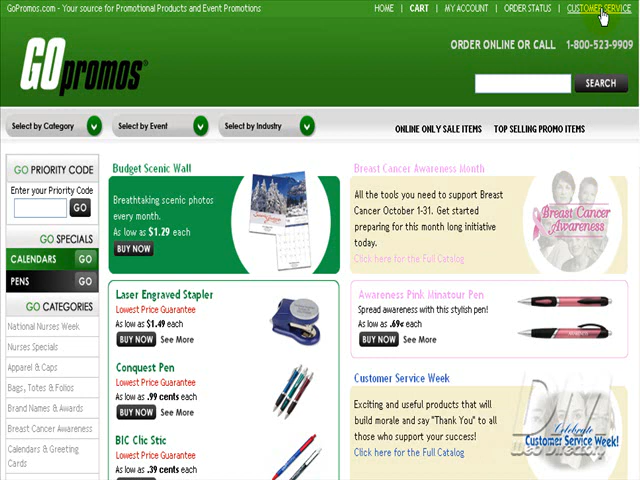 GoPromos.com - Your source for Promotional Products and Event Promotions
HOME | CART | MY ACCOUNT | ORDER STATUS | CUSTOMER SERVICE
GOpromos®
ORDER ONLINE OR CALL 1-800-523-9909
SEARCH
Select by Category
Select by Event
Select by Industry
ONLINE ONLY SALE ITEMS
TOP SELLING PROMO ITEMS
GO PRIORITY CODE
Enter your Priority Code
GO
GO SPECIALS
CALENDARS GO
PENS GO
GO CATEGORIES
National Nurses Week
Nurses Specials
Apparel & Caps
Bags, Totes & Folios
Brand Names & Awards
Breast Cancer Awareness
Calendars & Greeting
Cards
Budget Scenic Wall
Breathtaking scenic photos
every month.
As low as $1.29 each
BUY NOW
Laser Engraved Stapler
Lowest Price Guarantee
As low as $1.49 each
BUY NOW See More
Conquest Pen
Lowest Price Guarantee
As low as .99 cents each
BUY NOW See More
BIC Clic Stic
Lowest Price Guarantee
As low as .39 cents each
Breast Cancer Awareness Month
All the tools you need to support Breast
Cancer October 1-31. Get started
preparing for this month long initiative
today.
Click here for the Full Catalog
Breast Cancer
Awareness
Awareness Pink Minatour Pen
Spread awareness with this stylish pen!
As low as .69¢ each
BUY NOW See More
Customer Service Week
Exciting and useful products that will
build morale and say "Thank You" to all
those who support your success!
Click here for the Full Catalog
Celebrate
Customer Service Week!
DM
Web Directory